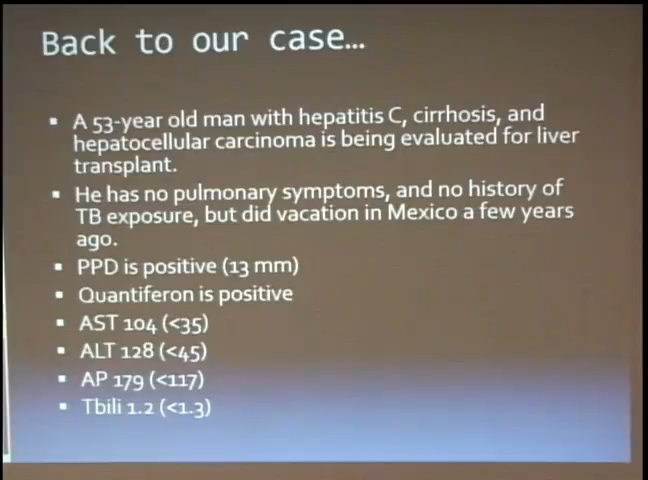 Back to our case…
▪ A 53-year old man with hepatitis C, cirrhosis, and
hepatocellular carcinoma is being evaluated for liver
transplant.
▪ He has no pulmonary symptoms, and no history of
TB exposure, but did vacation in Mexico a few years
ago.
▪ PPD is positive (13 mm)
▪ Quantiferon is positive
▪ AST 104 (<35)
▪ ALT 128 (<45)
▪ AP 179 (<117)
▪ Tbili 1.2 (<1.3)